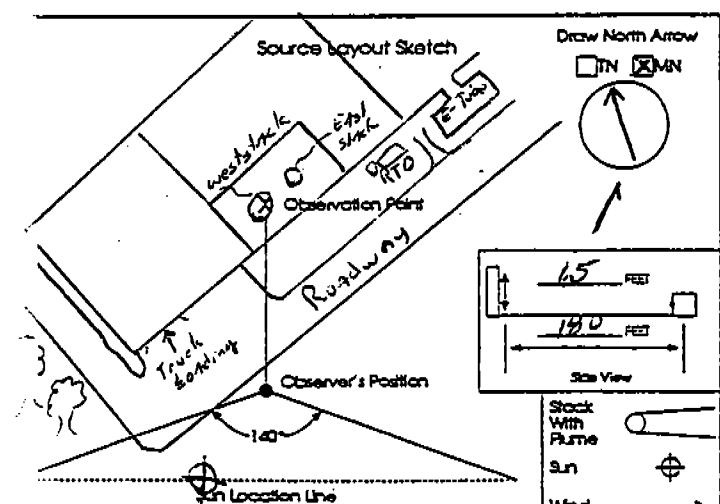 Source Layout Sketch
Draw North Arrow
TN MN
West stack
East stack
RTO
Observation Point
Roadway
FEET
180 FEET
Side View
Truck Loading
Observer's Position
140°
Sun Location Line
Stack
With
Plume
Sun
Wind